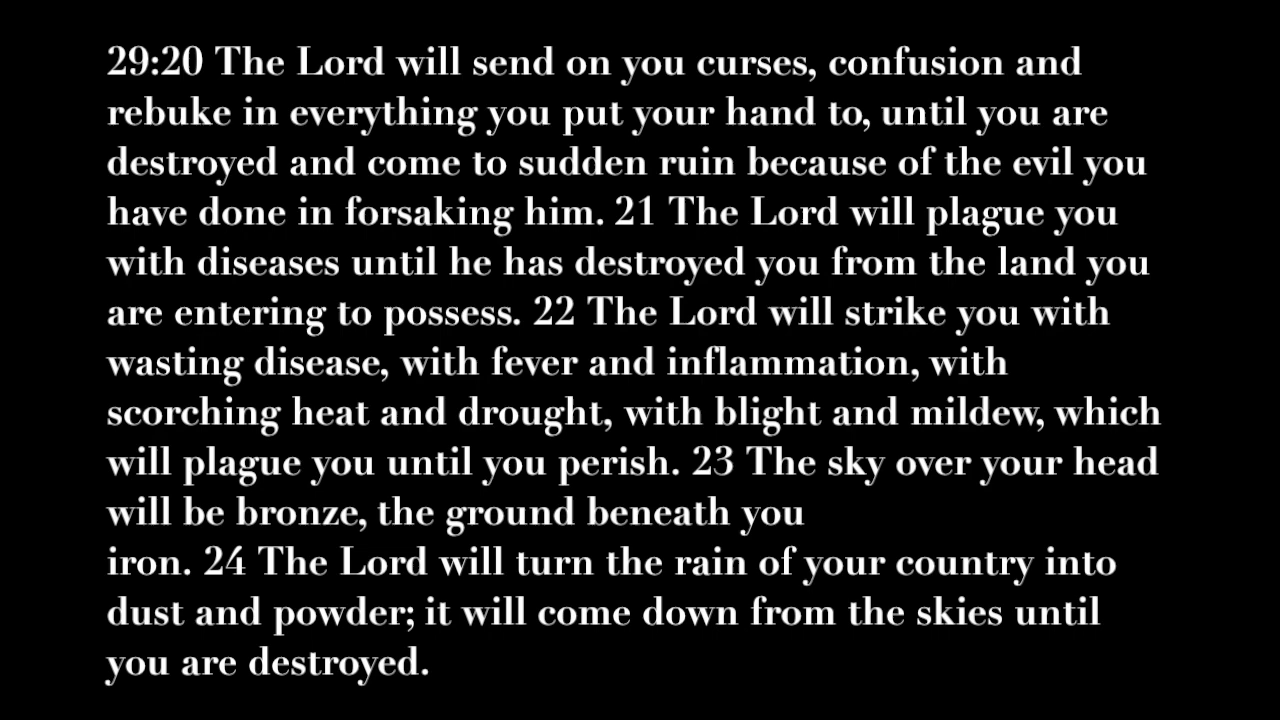 29:20 The Lord will send on you curses, confusion and
rebuke in everything you put your hand to, until you are
destroyed and come to sudden ruin because of the evil you
have done in forsaking him. 21 The Lord will plague you
with diseases until he has destroyed you from the land you
are entering to possess. 22 The Lord will strike you with
wasting disease, with fever and inflammation, with
scorching heat and drought, with blight and mildew, which
will plague you until you perish. 23 The sky over your head
will be bronze, the ground beneath you
iron. 24 The Lord will turn the rain of your country into
dust and powder; it will come down from the skies until
you are destroyed.